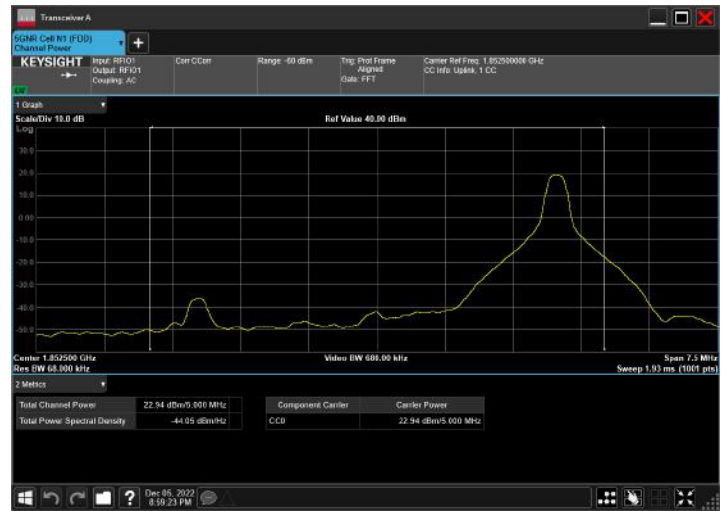 Transceiver A
5GNR Cell N1 (FDD)
Channel Power
KEYSIGHT
Input: RFIO1
Output: RFIO1
Coupling: AC
Corr CCorr
Range -60 dBm
Trig: Prot Frame
Aligned
Gate: FFT
Carrier Ref Freq: 1.852500000 GHz
CC Info: Uplink, 1 CC
1 Graph
Scale/Div 10.0 dB
Ref Value 40.00 dBm
Log
30.0
20.0
10.0
0.00
-10.0
-20.0
-30.0
-40.0
-50.0
Center 1.852500 GHz
Video BW 680.00 kHz
Span 7.5 MHz
Res BW 68.000 kHz
Sweep 1.93 ms (1001 pts)
2 Metrics
Total Channel Power 22.94 dBm/5.000 MHz
Total Power Spectral Density -44.05 dBm/Hz
Component Carrier Carrier Power
CC0 22.94 dBm/5.000 MHz
?
Dec 05, 2022
8:59:23 PM